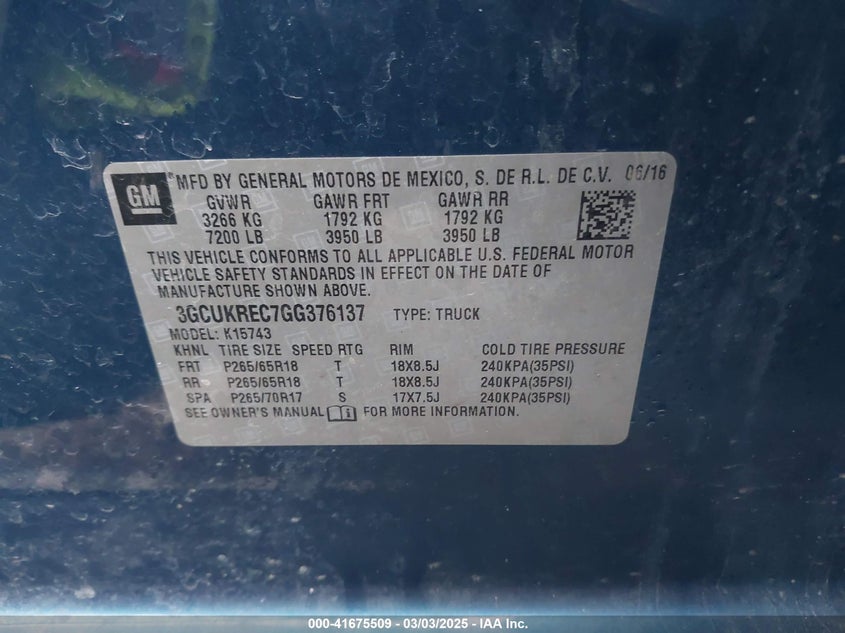 GM
® MFD BY GENERAL MOTORS DE MEXICO, S. DE R.L. DE C.V. 06/16
GVWR GAWR FRT GAWR RR
3266 KG 1792 KG 1792 KG
7200 LB 3950 LB 3950 LB
THIS VEHICLE CONFORMS TO ALL APPLICABLE U.S. FEDERAL MOTOR
VEHICLE SAFETY STANDARDS IN EFFECT ON THE DATE OF
MANUFACTURE SHOWN ABOVE.
3GCUKREC7GG376137 TYPE: TRUCK
MODEL: K15743
KHNL TIRE SIZE SPEED RTG RIM COLD TIRE PRESSURE
FRT P265/65R18 T 18X8.5J 240KPA(35PSI)
RR P265/65R18 T 18X8.5J 240KPA(35PSI)
SPA P265/70R17 S 17X7.5J 240KPA(35PSI)
SEE OWNER'S MANUAL FOR MORE INFORMATION.
000-41675509 - 03/03/2025 - IAA Inc.